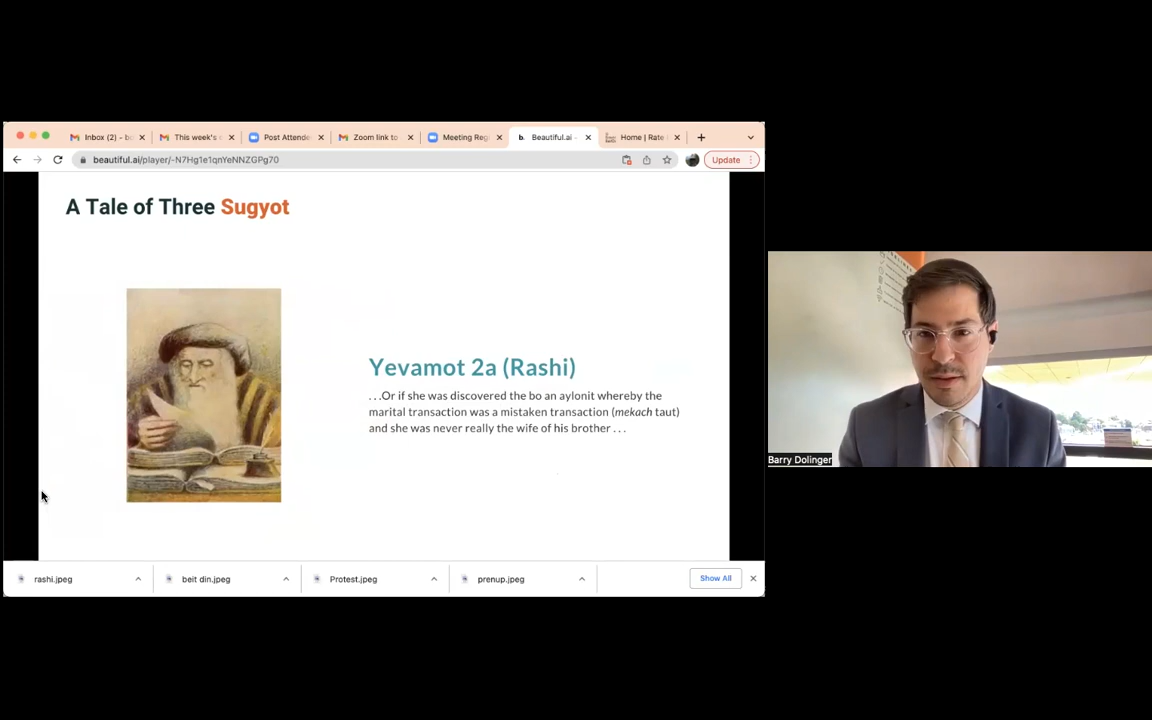 Inbox (2) - bo
This week's
Post Attende
Zoom link to
Meeting Reg
b. Beautiful.ai -
Home | Rate
beautiful.ai/player/-N7Hg1e1qnYeNNZGPg70
Update
A Tale of Three Sugyot
Yevamot 2a (Rashi)
. . .Or if she was discovered the bo an aylonit whereby the
marital transaction was a mistaken transaction (mekach taut)
and she was never really the wife of his brother . . .
Barry Dolinger
rashi.jpeg
beit din.jpeg
Protest.jpeg
prenup.jpeg
Show All